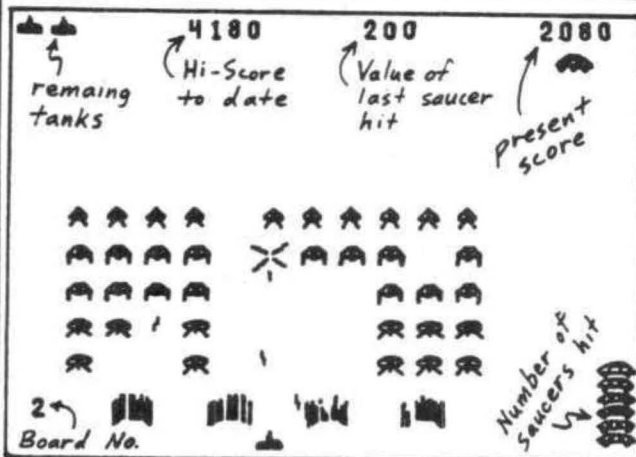 4180 200 2080
remaing
tanks
Hi-Score
to date
Value of
last saucer
hit
present
score
Number of
saucers hit
2
Board No.